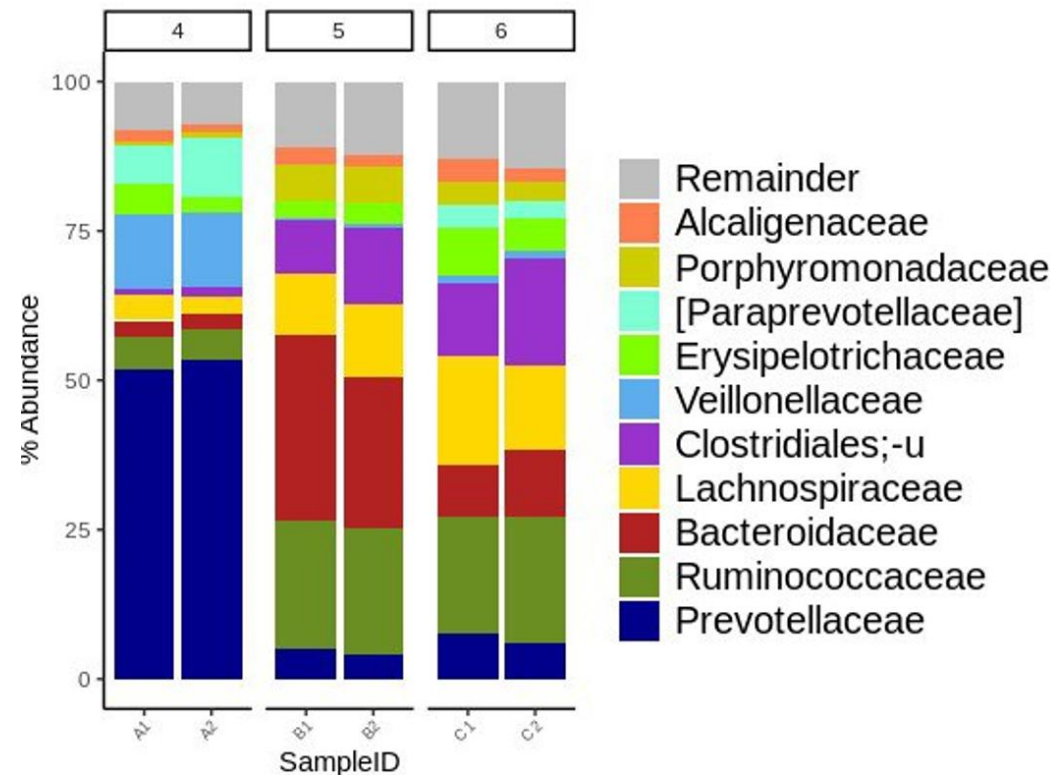 4 5 6
100
75
50
25
0
% Abundance
A1 A2 B1 B2 C1 C2
SampleID
Remainder
Alcaligenaceae
Porphyromonadaceae
[Paraprevotellaceae]
Erysipelotrichaceae
Veillonellaceae
Clostridiales;-u
Lachnospiraceae
Bacteroidaceae
Ruminococcaceae
Prevotellaceae